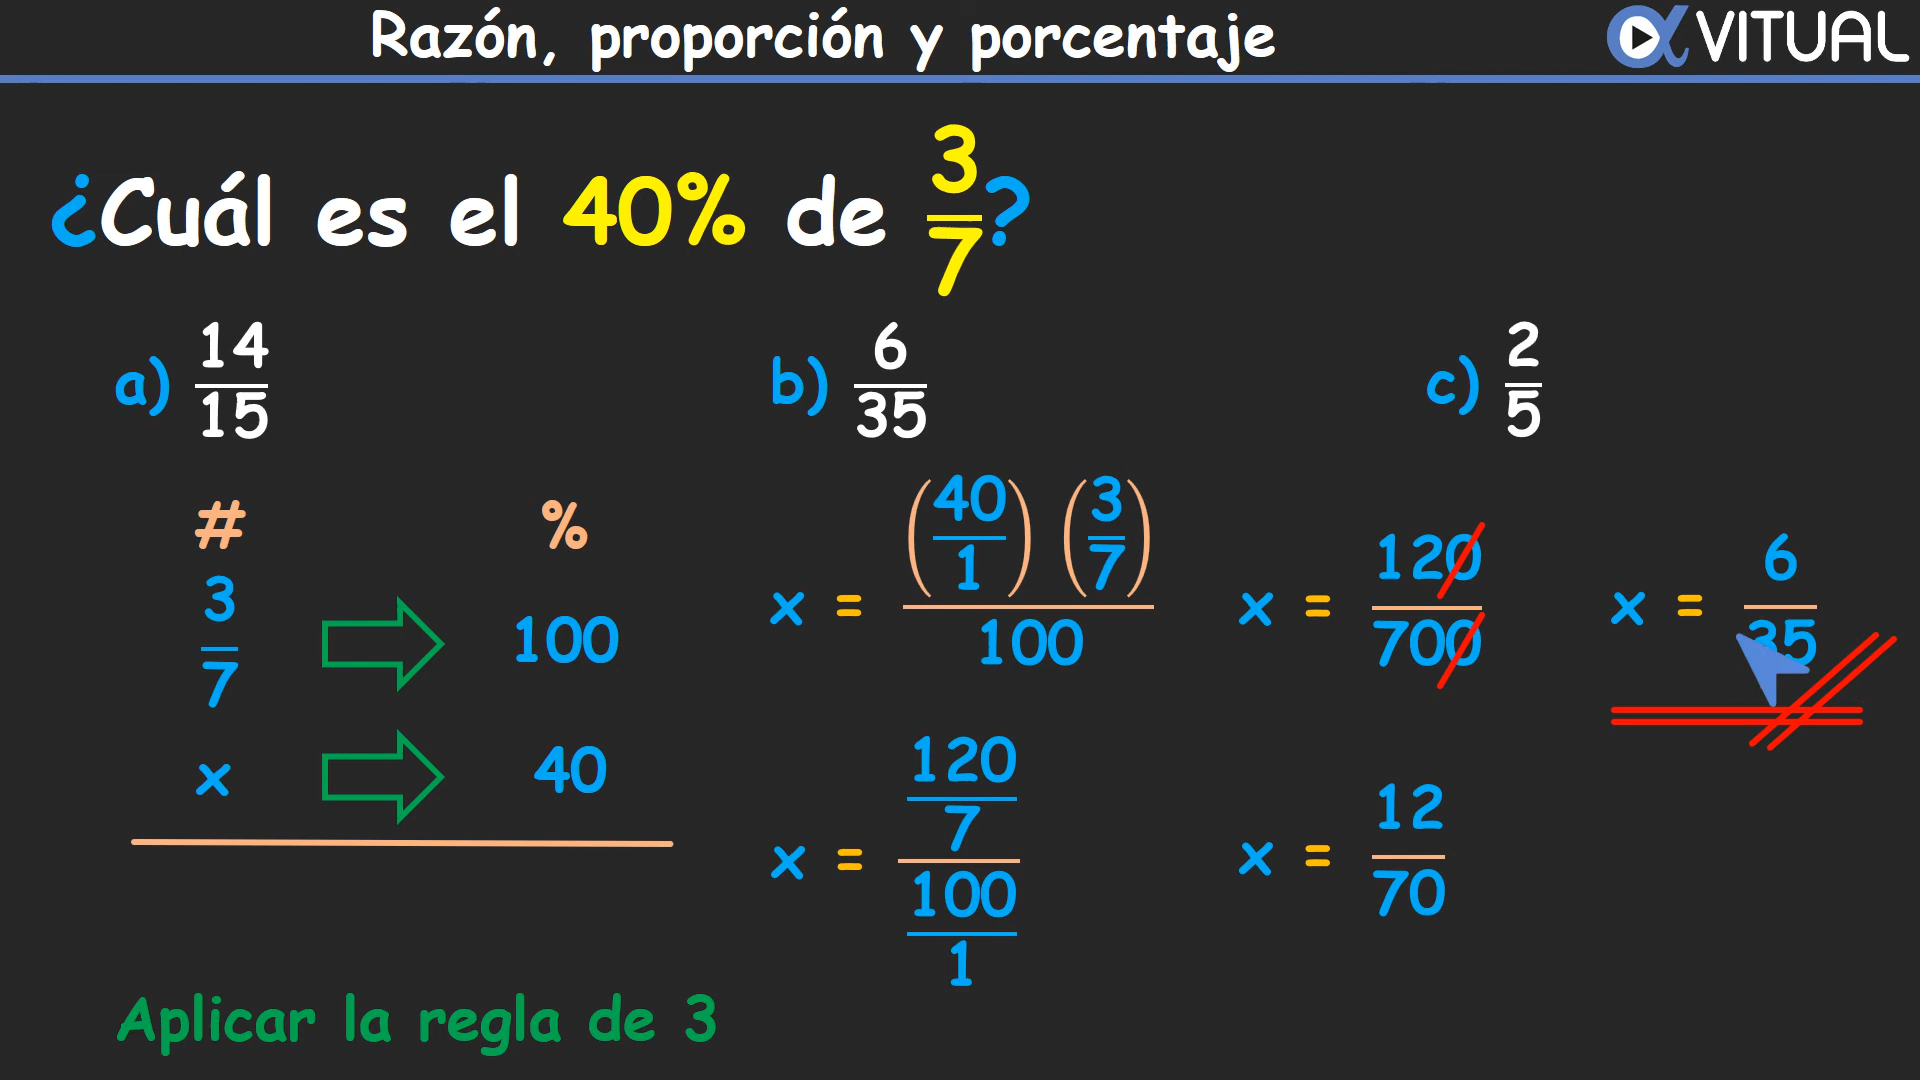 Razón, proporción y porcentaje
αVITUAL
¿Cuál es el 40% de 3/7?
a) 14/15
b) 6/35
c) 2/5
# %
3/7 100
x 40
x = (40/1) (3/7) / 100
x = 120/7 / 100/1
x = 120/700
x = 12/70
x = 6/35
Aplicar la regla de 3